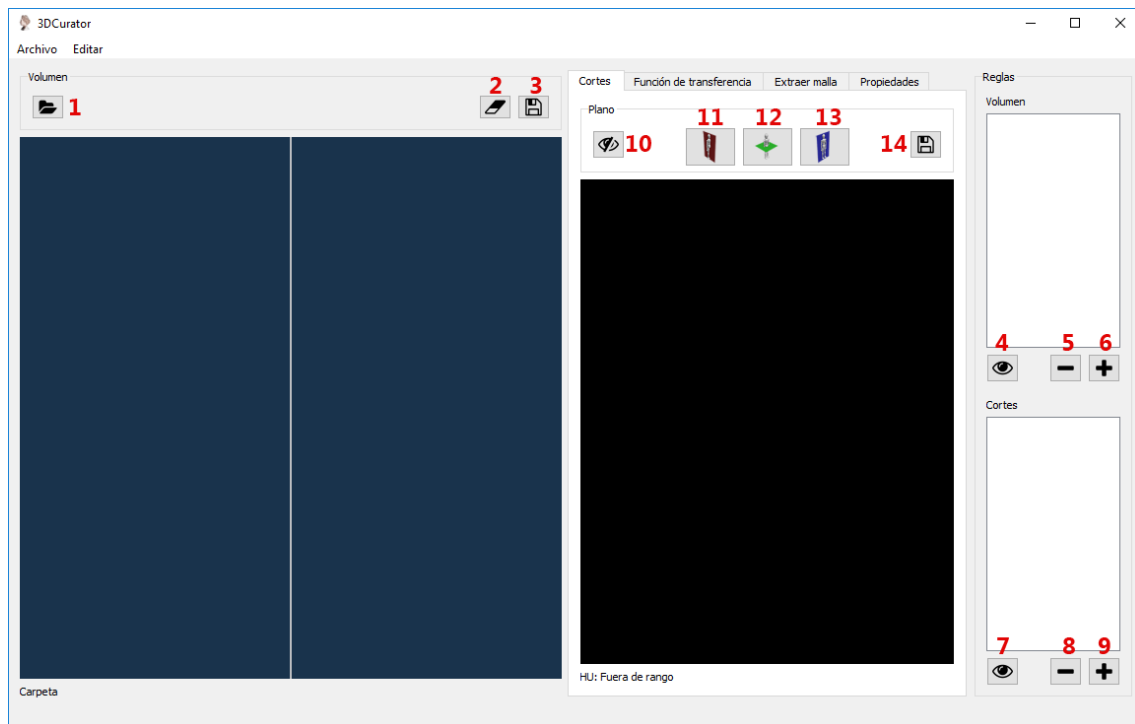 3DCurator
Archivo Editar
Volumen
1
2
3
Carpeta
Cortes Función de transferencia Extraer malla Propiedades
Plano
10
11
12
13
14
HU: Fuera de rango
Reglas
Volumen
4
5
6
Cortes
7
8
9